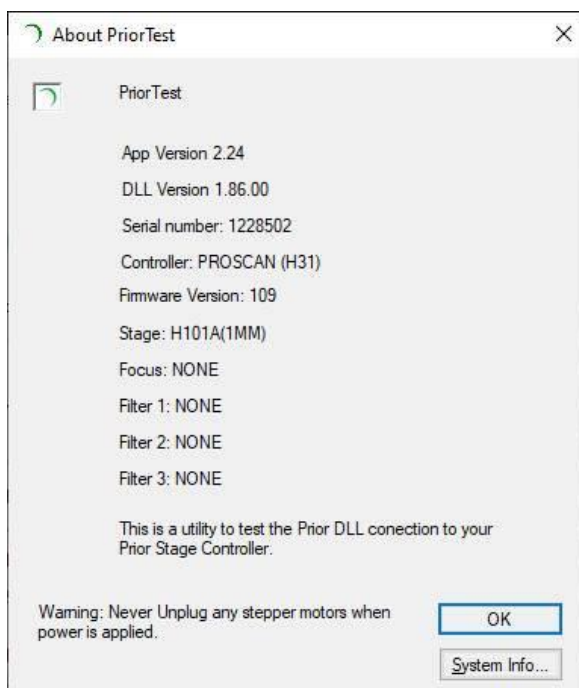 About PriorTest
PriorTest
App Version 2.24
DLL Version 1.86.00
Serial number: 1228502
Controller: PROSCAN (H31)
Firmware Version: 109
Stage: H101A(1MM)
Focus: NONE
Filter 1: NONE
Filter 2: NONE
Filter 3: NONE
This is a utility to test the Prior DLL conection to your
Prior Stage Controller.
Warning: Never Unplug any stepper motors when
power is applied.
OK
System Info...